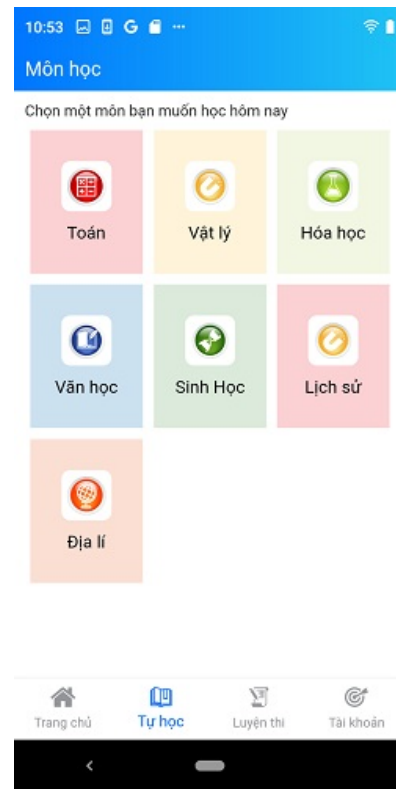 10:53 G ...
Môn học
Chọn một môn bạn muốn học hôm nay
Toán Vật lý Hóa học
Văn học Sinh Học Lịch sử
Địa lí
Trang chủ Tự học Luyện thi Tài khoản